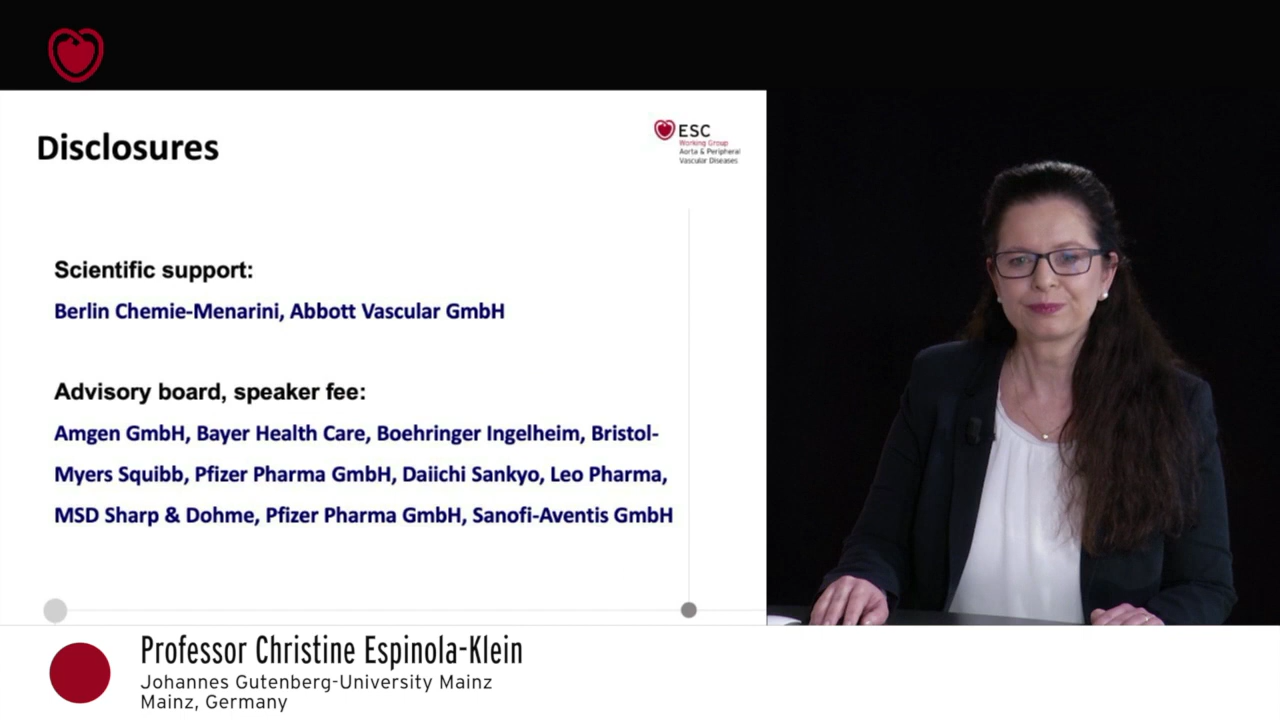 Disclosures
ESC
Working Group
Aorta & Peripheral
Vascular Diseases
Scientific support:
Berlin Chemie-Menarini, Abbott Vascular GmbH
Advisory board, speaker fee:
Amgen GmbH, Bayer Health Care, Boehringer Ingelheim, Bristol-
Myers Squibb, Pfizer Pharma GmbH, Daiichi Sankyo, Leo Pharma,
MSD Sharp & Dohme, Pfizer Pharma GmbH, Sanofi-Aventis GmbH
Professor Christine Espinola-Klein
Johannes Gutenberg-University Mainz
Mainz, Germany